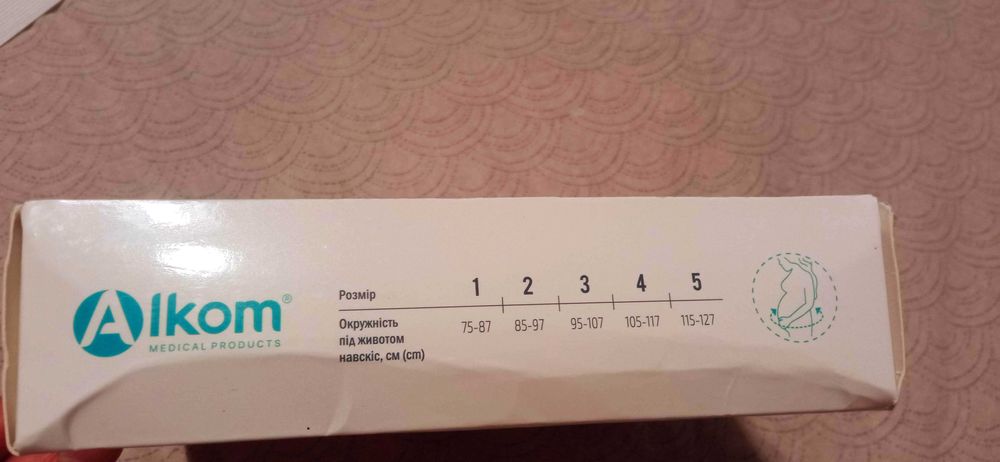 Alkom®
MEDICAL PRODUCTS
Розмір 1 2 3 4 5
Окружність 75-87 85-97 95-107 105-117 115-127
під животом
навскіс, см (cm)